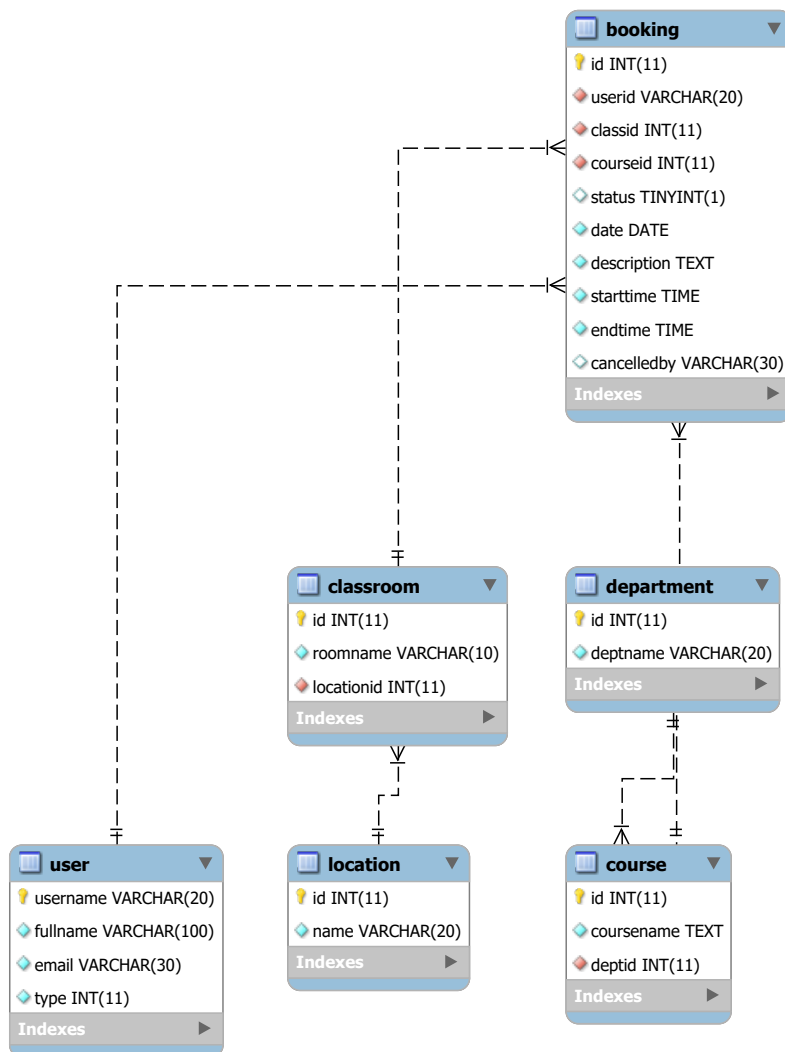 booking
id INT(11)
userid VARCHAR(20)
classid INT(11)
courseid INT(11)
status TINYINT(1)
date DATE
description TEXT
starttime TIME
endtime TIME
cancelledby VARCHAR(30)
Indexes
classroom
id INT(11)
roomname VARCHAR(10)
locationid INT(11)
Indexes
department
id INT(11)
deptname VARCHAR(20)
Indexes
user
username VARCHAR(20)
fullname VARCHAR(100)
email VARCHAR(30)
type INT(11)
Indexes
location
id INT(11)
name VARCHAR(20)
Indexes
course
id INT(11)
coursename TEXT
deptid INT(11)
Indexes